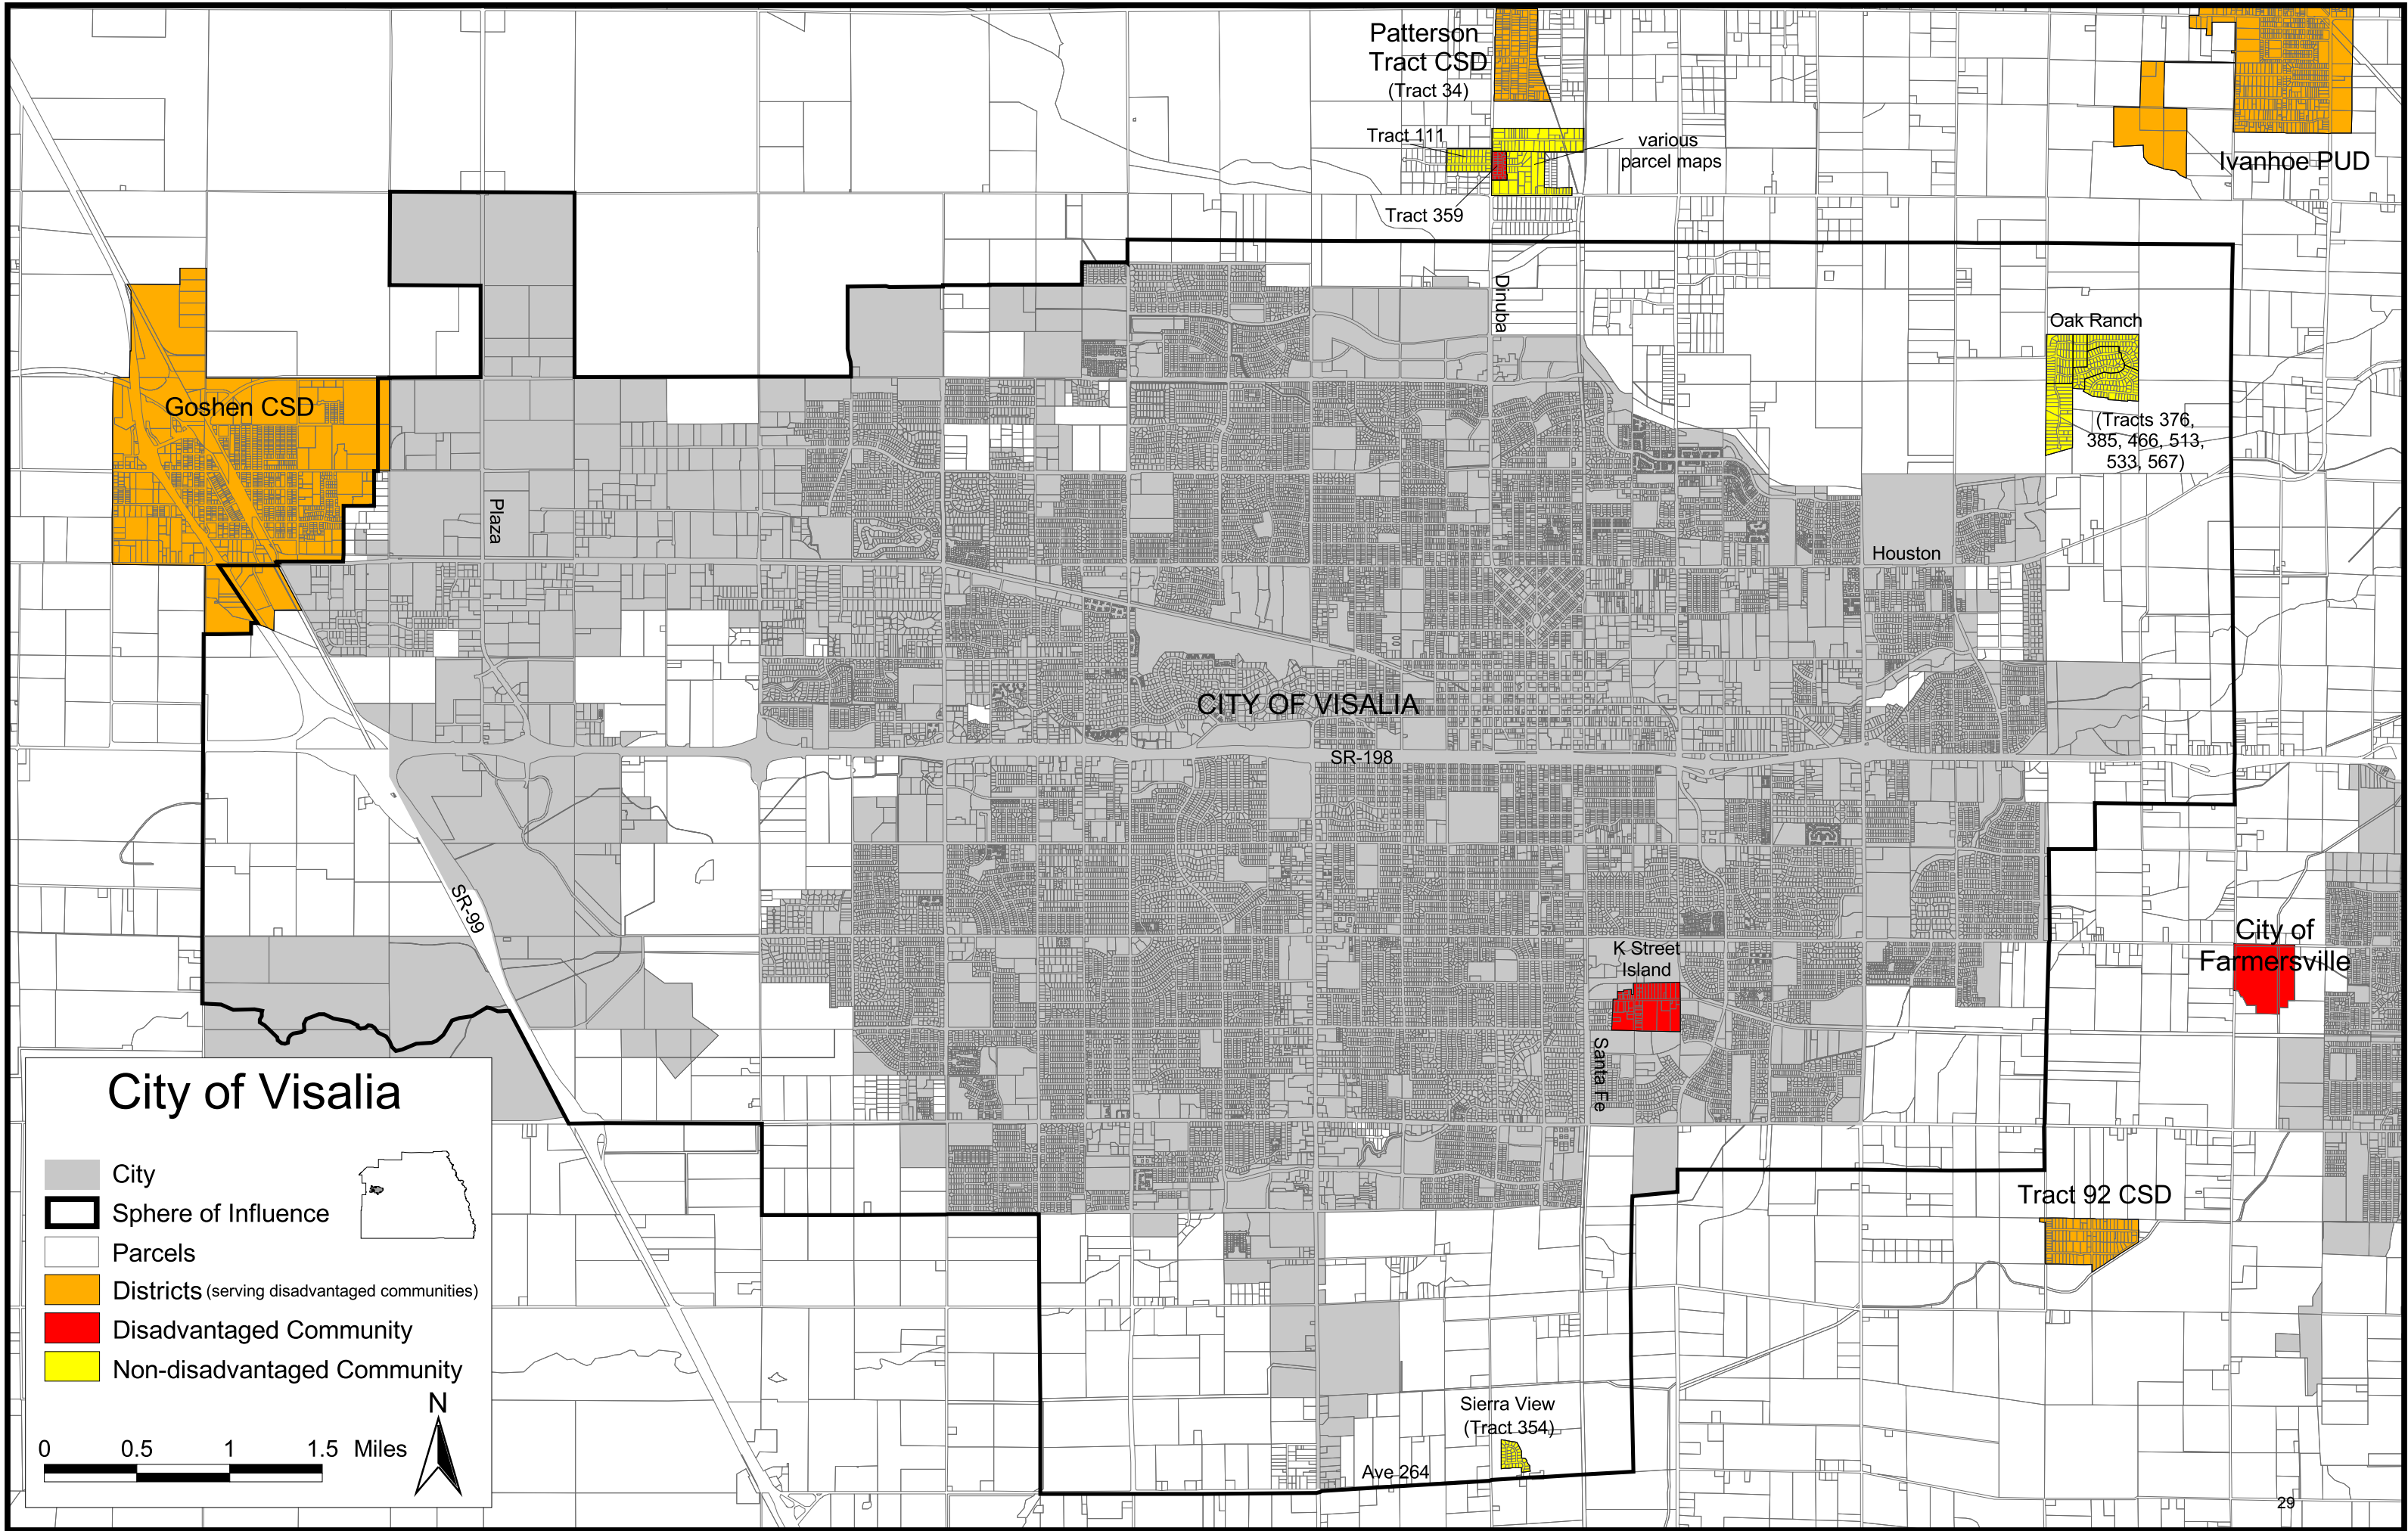 Patterson
Tract CSD
(Tract 34)
Tract 111
various
parcel maps
Ivanhoe PUD
Tract 359
Dinuba
Oak Ranch
(Tracts 376,
385, 466, 513,
533, 567)
Goshen CSD
Plaza
Houston
CITY OF VISALIA
SR-198
SR-99
K Street
Island
City of
Farmersville
Santa Fe
Tract 92 CSD
Sierra View
(Tract 354)
Ave 264
29
City of Visalia
City
Sphere of Influence
Parcels
Districts (serving disadvantaged communities)
Disadvantaged Community
Non-disadvantaged Community
N
0 0.5 1 1.5 Miles